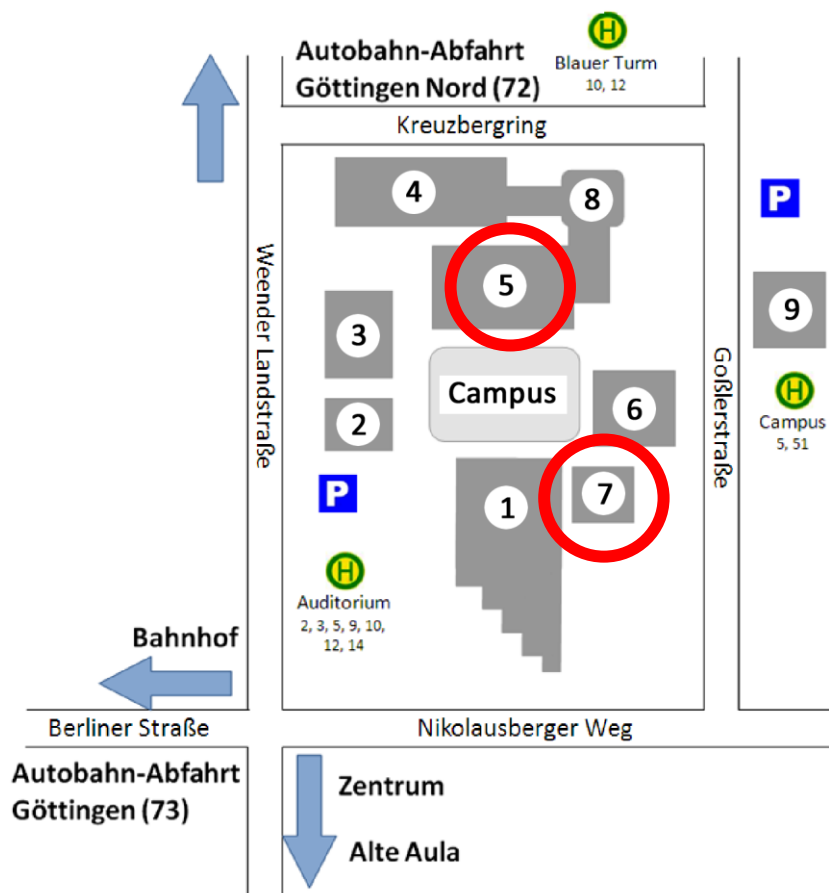 Autobahn-Abfahrt
Göttingen Nord (72)
H
Blauer Turm
10, 12
Kreuzbergring
4
8
P
Weender Landstraße
5
9
3
Goßlerstraße
Campus
6
H
2
Campus
5, 51
P
1
7
H
Auditorium
2, 3, 5, 9, 10,
12, 14
Bahnhof
Berliner Straße
Nikolausberger Weg
Autobahn-Abfahrt
Göttingen (73)
Zentrum
Alte Aula